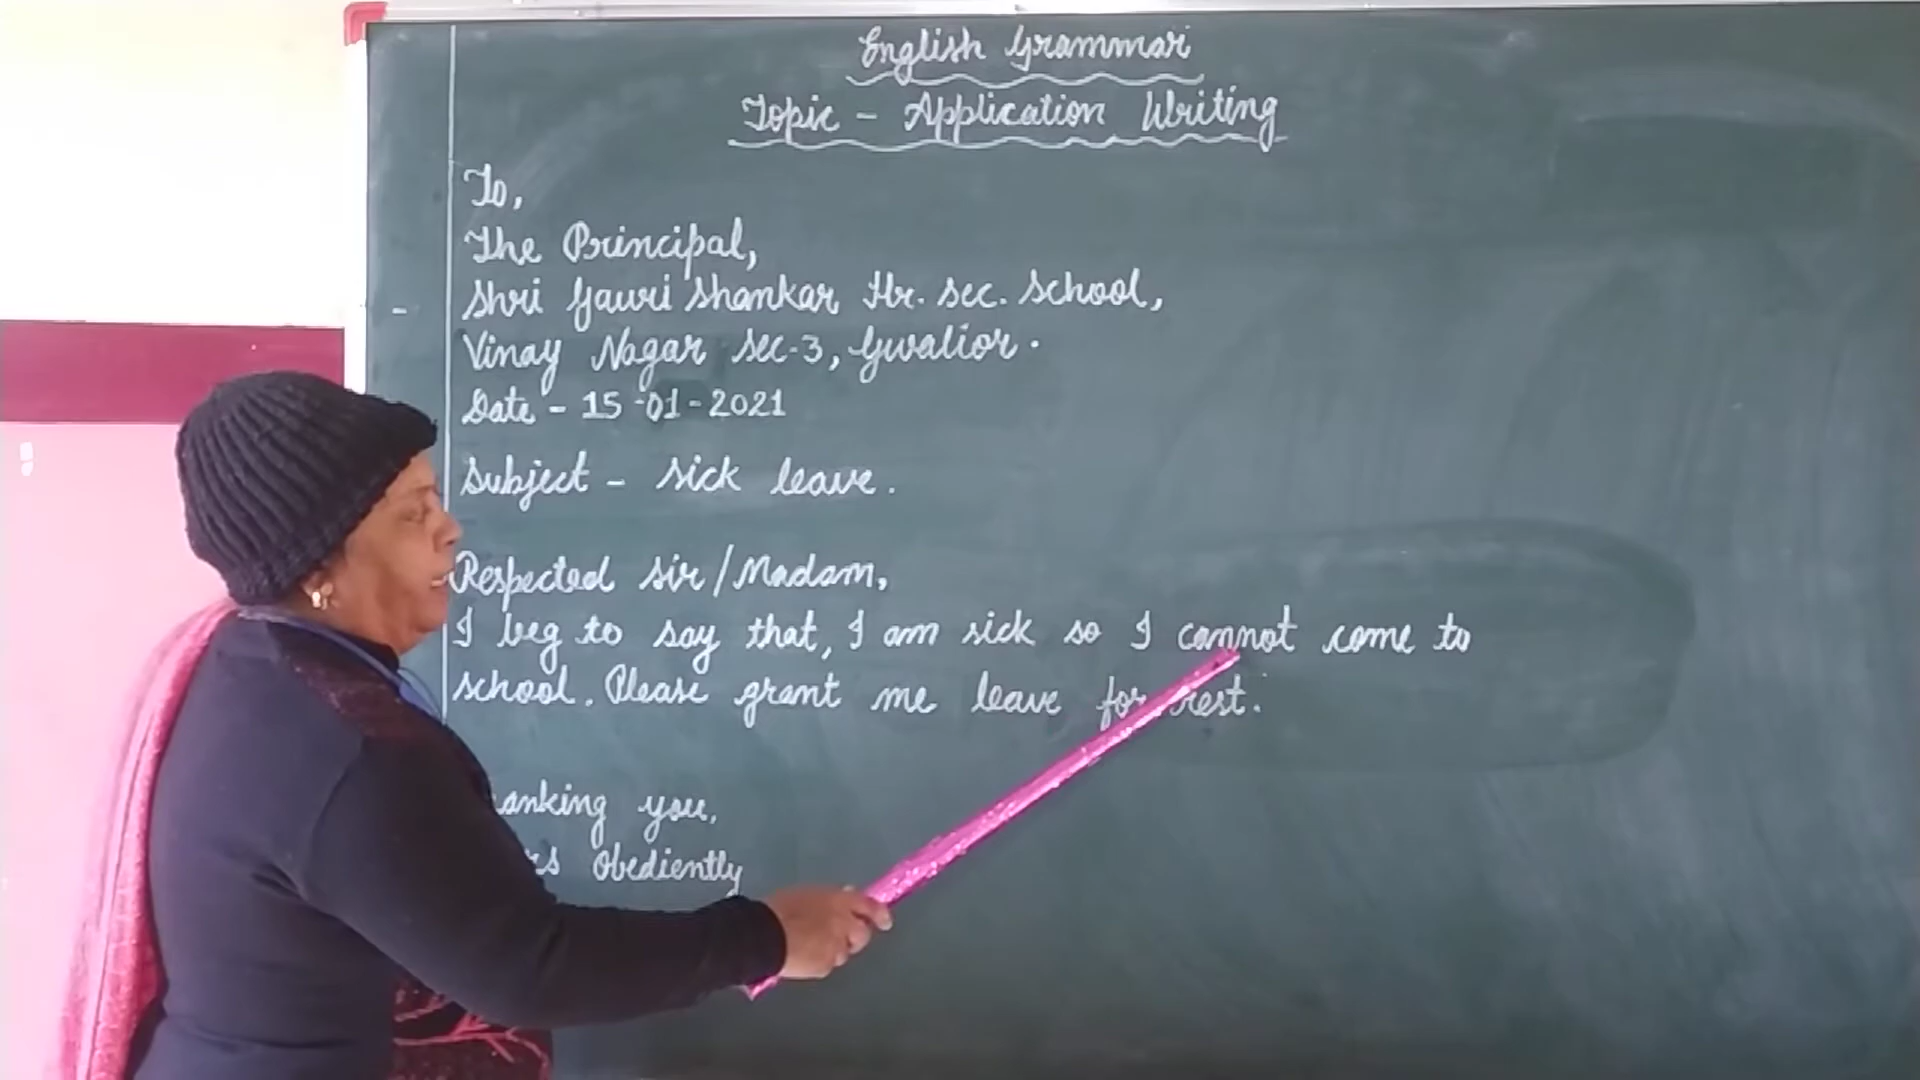 English Grammar
Topic - Application Writing
To,
The Principal,
Shri Gauri Shankar Hr. Sec. School,
Vinay Nagar Sec-3, Gwalior.
Date - 15-01-2021
Subject - Sick leave.
Respected Sir/Madam,
I beg to say that, I am sick so I cannot come to
school. Please grant me leave for rest.
you,
Obediently